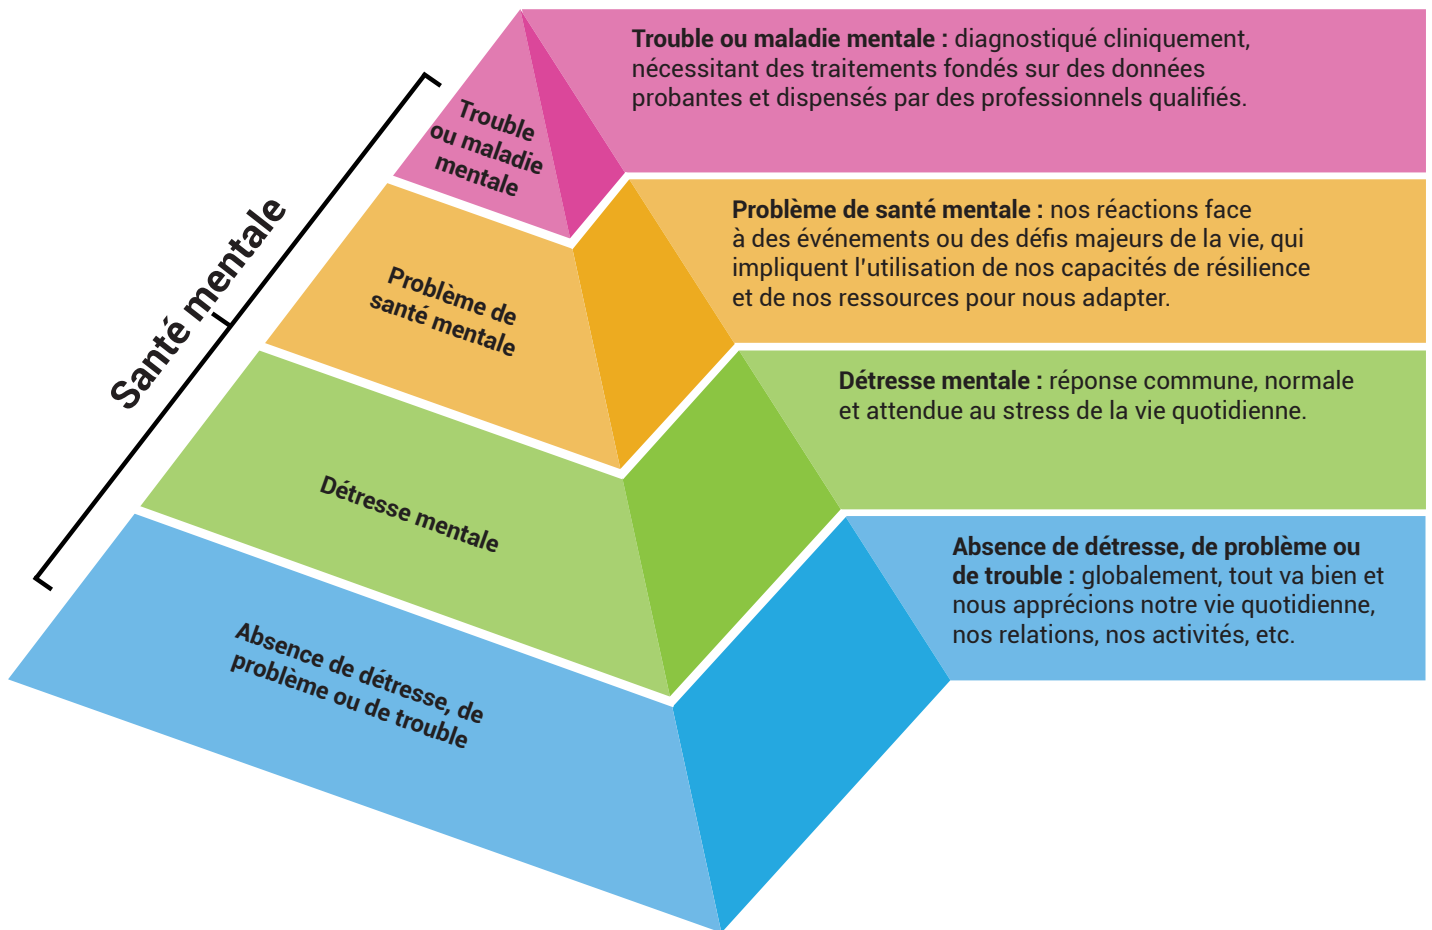 Trouble ou maladie mentale : diagnostiqué cliniquement,
nécessitant des traitements fondés sur des données
probantes et dispensés par des professionnels qualifiés.
Trouble
ou maladie
mentale
Santé mentale
Problème de santé mentale : nos réactions face
à des événements ou des défis majeurs de la vie, qui
impliquent l'utilisation de nos capacités de résilience
et de nos ressources pour nous adapter.
Problème de
santé mentale
Détresse mentale : réponse commune, normale
et attendue au stress de la vie quotidienne.
Détresse mentale
Absence de détresse, de problème ou
de trouble : globalement, tout va bien et
nous apprécions notre vie quotidienne,
nos relations, nos activités, etc.
Absence de détresse, de
problème ou de trouble